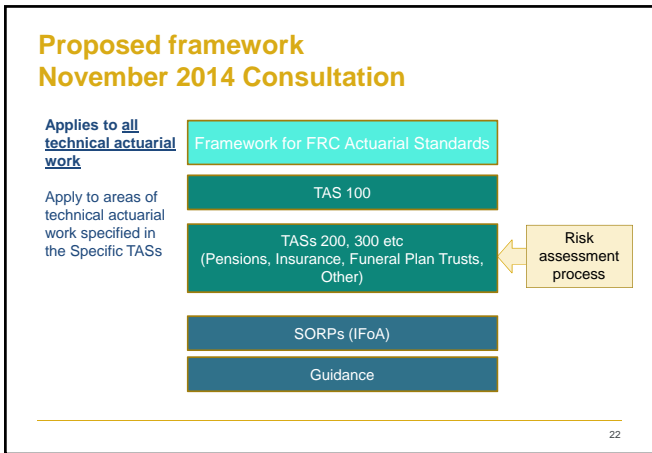 Proposed framework
November 2014 Consultation
Applies to all
technical actuarial
work
Apply to areas of
technical actuarial
work specified in
the Specific TASs
Framework for FRC Actuarial Standards
TAS 100
TASs 200, 300 etc
(Pensions, Insurance, Funeral Plan Trusts,
Other)
Risk
assessment
process
SORPs (IFoA)
Guidance
22